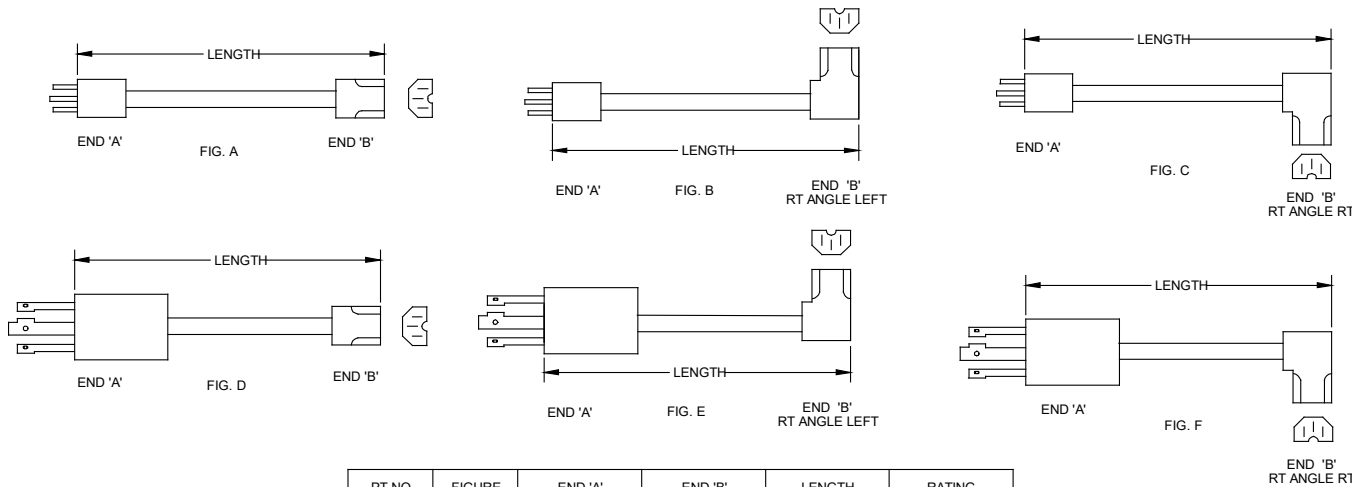 LENGTH
END 'A'
FIG. A
END 'B'
LENGTH
END 'A'
FIG. B
END 'B'
RT ANGLE LEFT
LENGTH
END 'A'
FIG. C
END 'B'
RT ANGLE RT
LENGTH
END 'A'
FIG. D
END 'B'
LENGTH
END 'A'
FIG. E
END 'B'
RT ANGLE LEFT
LENGTH
END 'A'
FIG. F
END 'B'
RT ANGLE RT
PT NO FIGURE END 'A' END 'B' LENGTH RATING